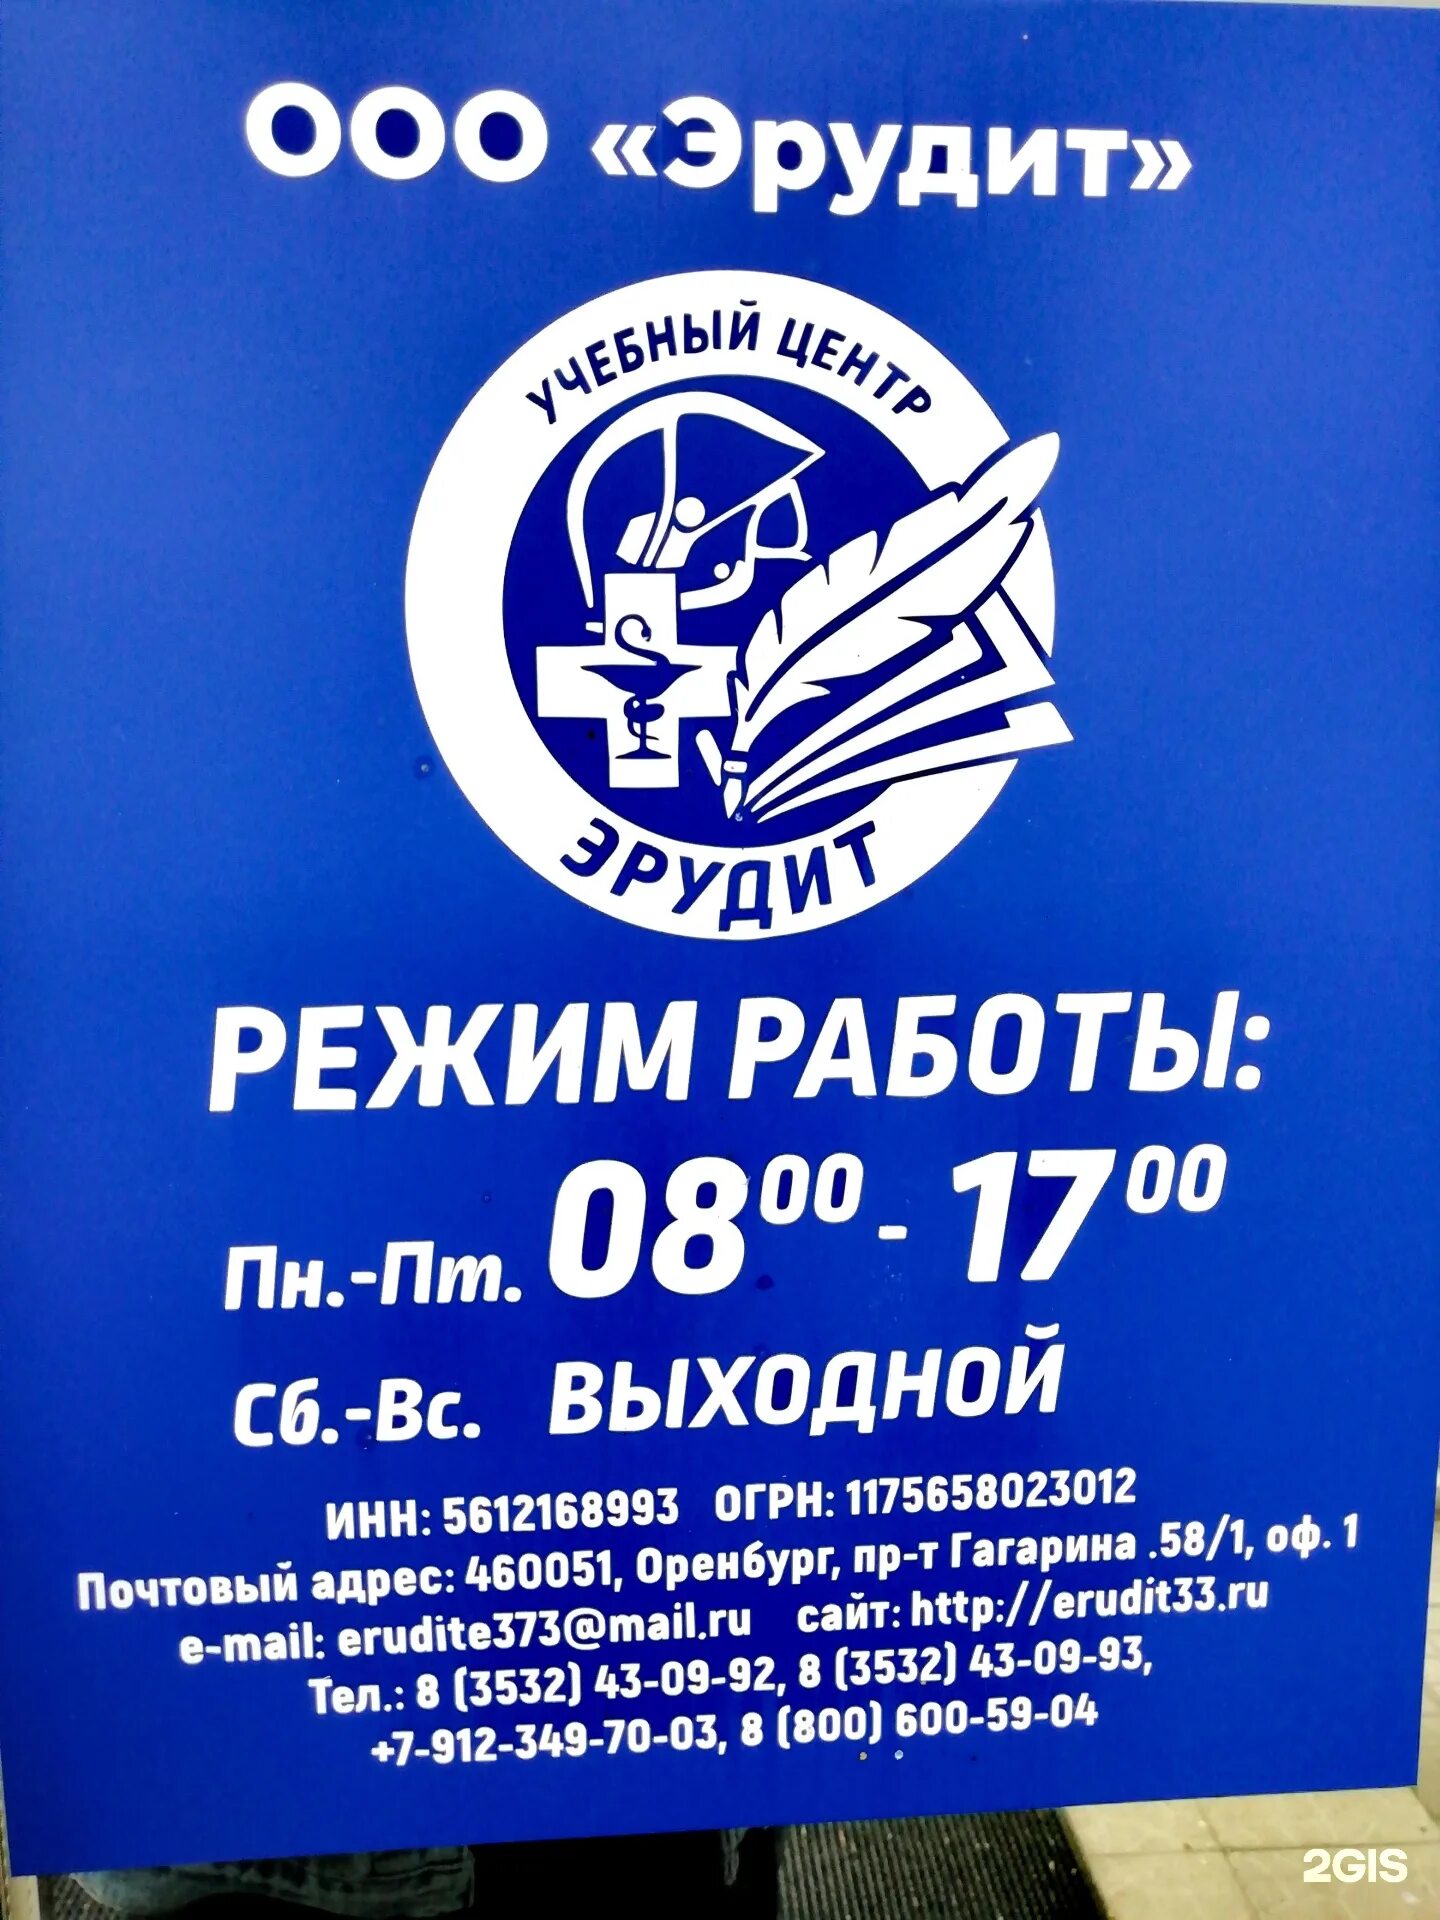 ООО «Эрудит»
УЧЕБНЫЙ ЦЕНТР
ЭРУДИТ
РЕЖИМ РАБОТЫ:
Пн.-Пт. 08⁰⁰ - 17⁰⁰
Сб.-Вс. ВЫХОДНОЙ
ИНН: 5612168993 ОГРН: 1175658023012
Почтовый адрес: 460051, Оренбург, пр-т Гагарина .58/1, оф. 1
e-mail: erudite373@mail.ru сайт: http://erudit33.ru
Тел.: 8 (3532) 43-09-92, 8 (3532) 43-09-93,
+7-912-349-70-03, 8 (800) 600-59-04
2GIS